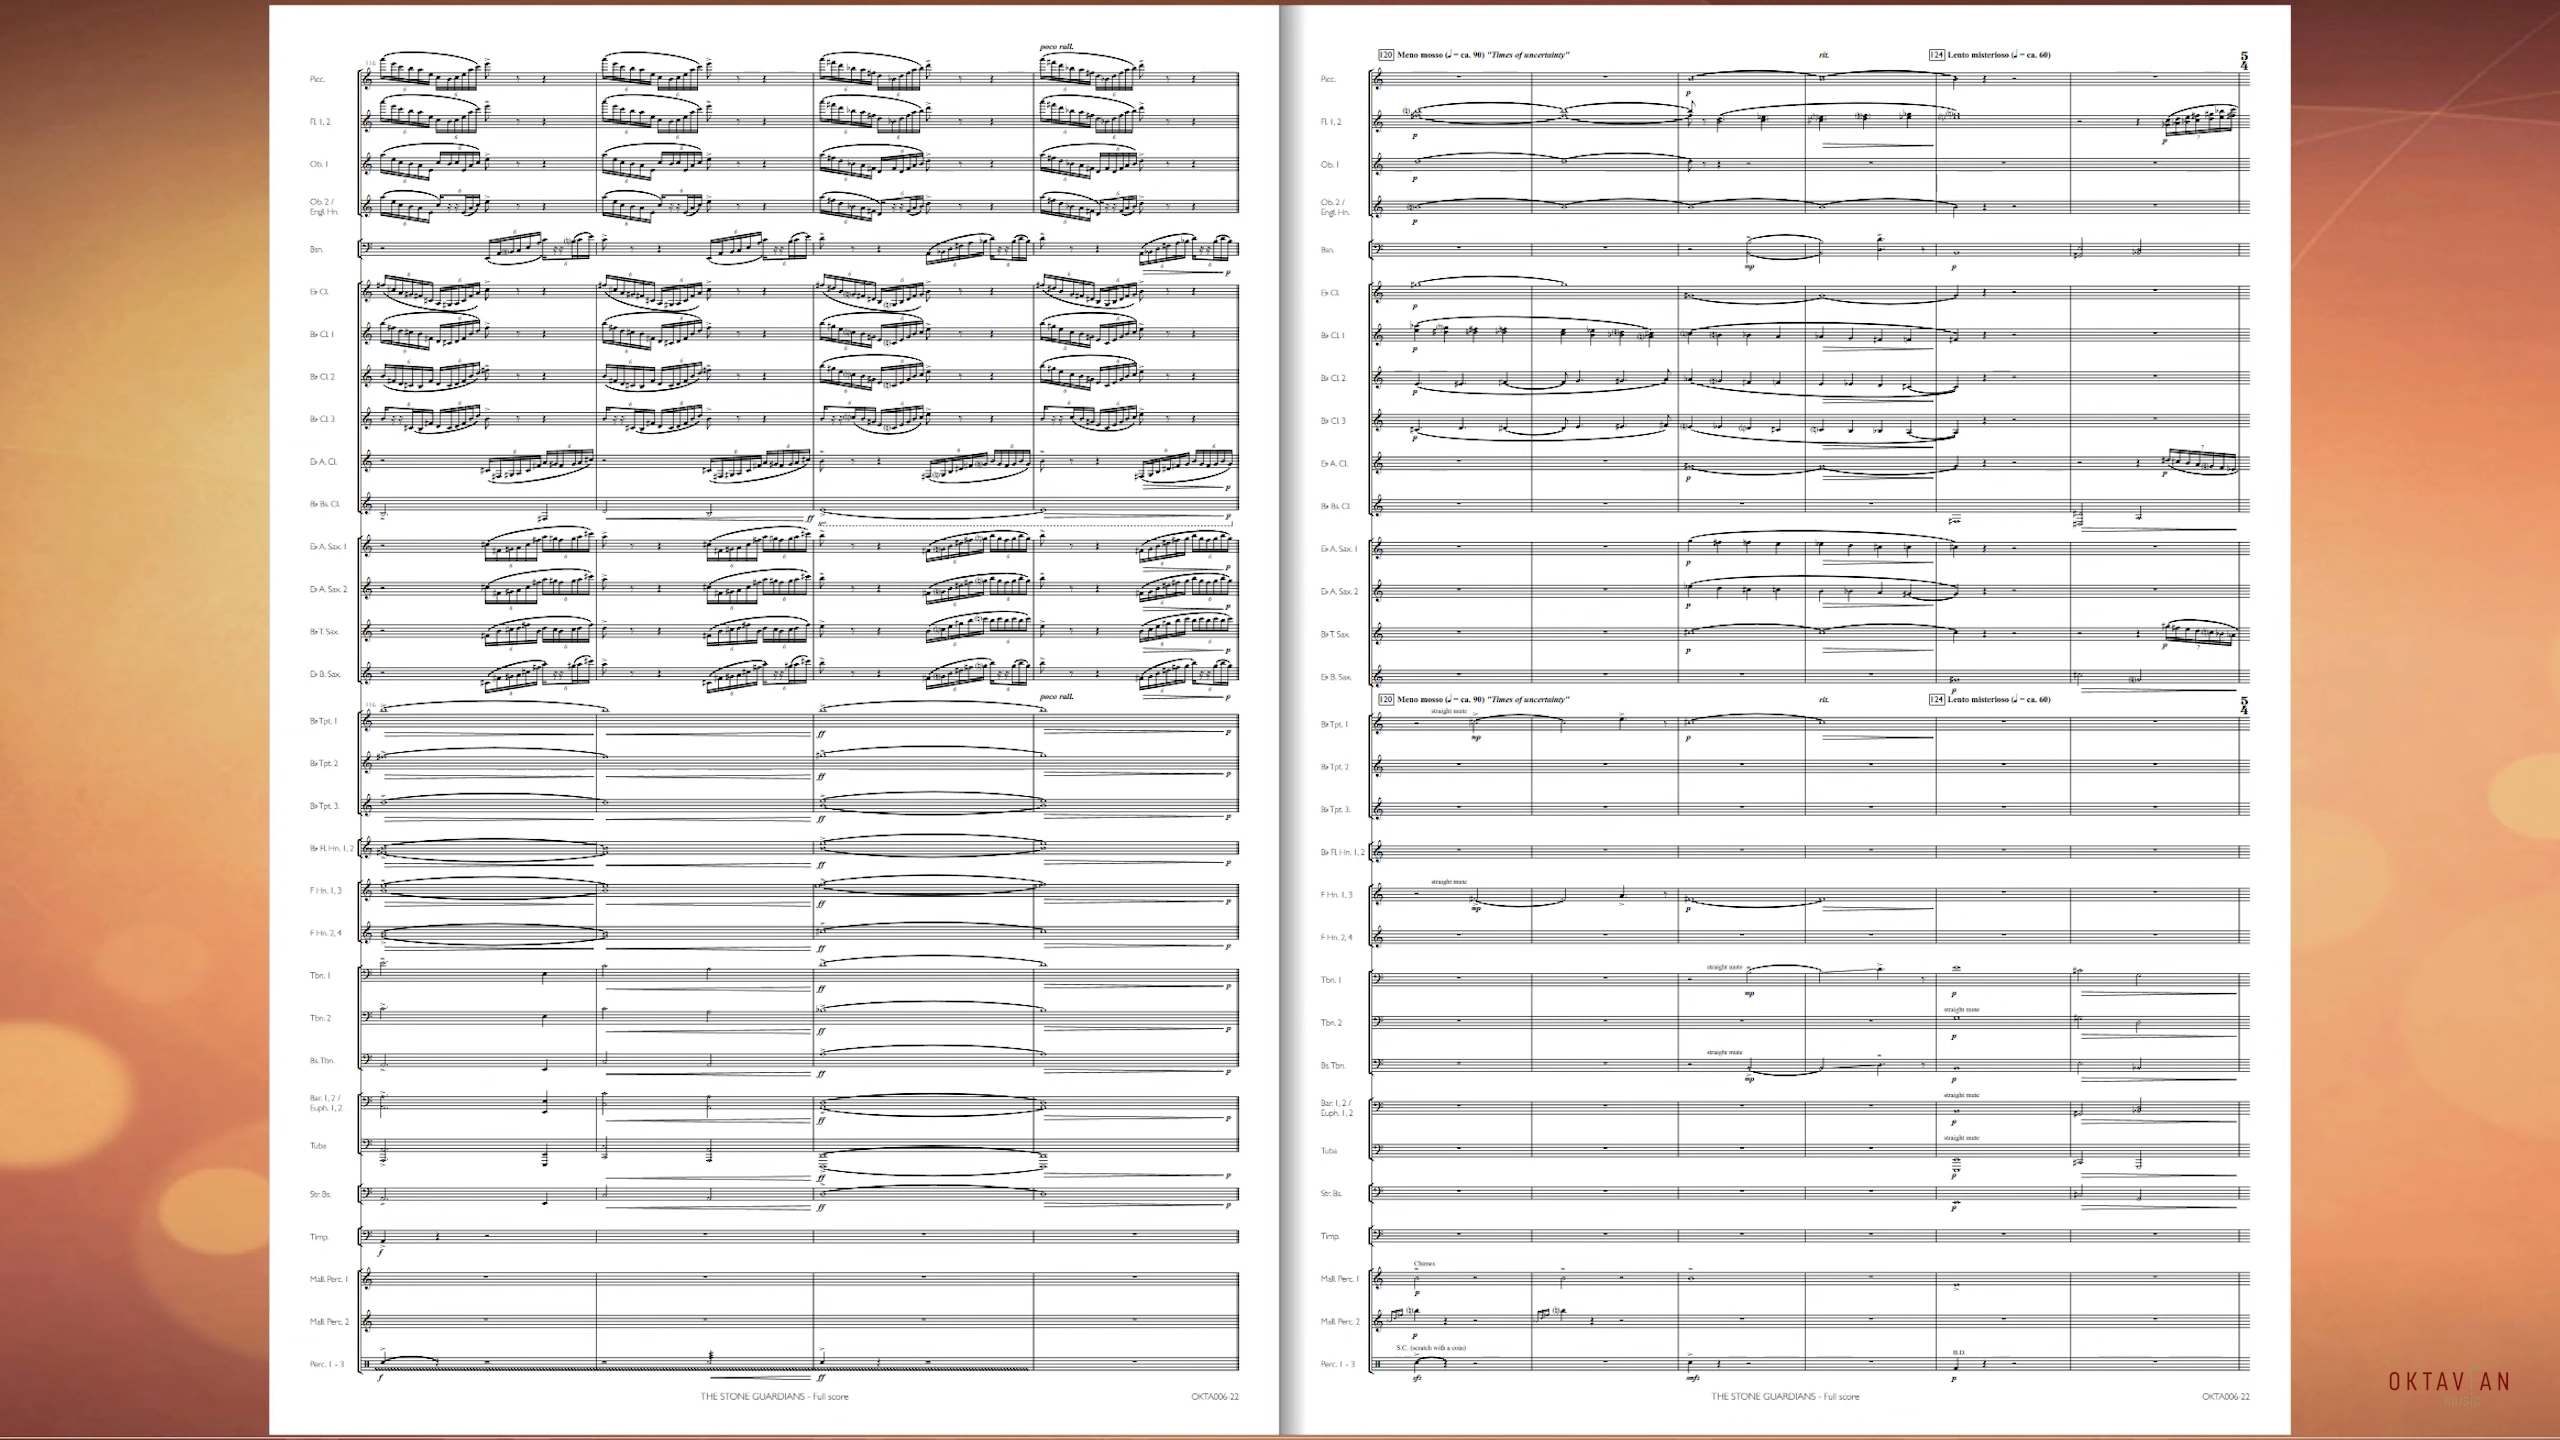 poco rall.
116
Picc.
Fl. 1, 2
Ob. 1
Ob. 2 /
Engl. Hn.
Bsn.
E♭ Cl.
B♭ Cl. 1
B♭ Cl. 2
B♭ Cl. 3
E♭ A. Cl.
B♭ Bs. Cl.
E♭ A. Sax. 1
E♭ A. Sax. 2
B♭ T. Sax.
E♭ B. Sax.
poco rall.
116
B♭ Tpt. 1
B♭ Tpt. 2
B♭ Tpt. 3.
B♭ Fl. Hn. 1, 2
F Hn. 1, 3
F Hn. 2, 4
Tbn. 1
Tbn. 2
Bs. Tbn.
Bar. 1, 2 /
Euph. 1, 2
Tuba
Str. Bs.
Timp.
Mall. Perc. 1
Mall. Perc. 2
Perc. 1 - 3
THE STONE GUARDIANS - Full score
OKTA006-22
120 Meno mosso (♩ = ca. 90) "Times of uncertainty" rit. 124 Lento misterioso (♩ = ca. 60)
5
4
Picc.
Fl. 1, 2
Ob. 1
Ob. 2 /
Engl. Hn.
Bsn.
E♭ Cl.
B♭ Cl. 1
B♭ Cl. 2
B♭ Cl. 3
E♭ A. Cl.
B♭ Bs. Cl.
E♭ A. Sax. 1
E♭ A. Sax. 2
B♭ T. Sax.
E♭ B. Sax.
120 Meno mosso (♩ = ca. 90) "Times of uncertainty" rit. 124 Lento misterioso (♩ = ca. 60)
5
4
straight mute
B♭ Tpt. 1
B♭ Tpt. 2
B♭ Tpt. 3.
B♭ Fl. Hn. 1, 2
straight mute
F Hn. 1, 3
F Hn. 2, 4
straight mute
Tbn. 1
straight mute
Tbn. 2
straight mute
Bs. Tbn.
straight mute
Bar. 1, 2 /
Euph. 1, 2
straight mute
Tuba
Str. Bs.
Timp.
Chimes
Mall. Perc. 1
Mall. Perc. 2
S.C. (scratch with a coin)
B.D.
Perc. 1 - 3
THE STONE GUARDIANS - Full score
OKTA006-22
OKTAVIAN
music